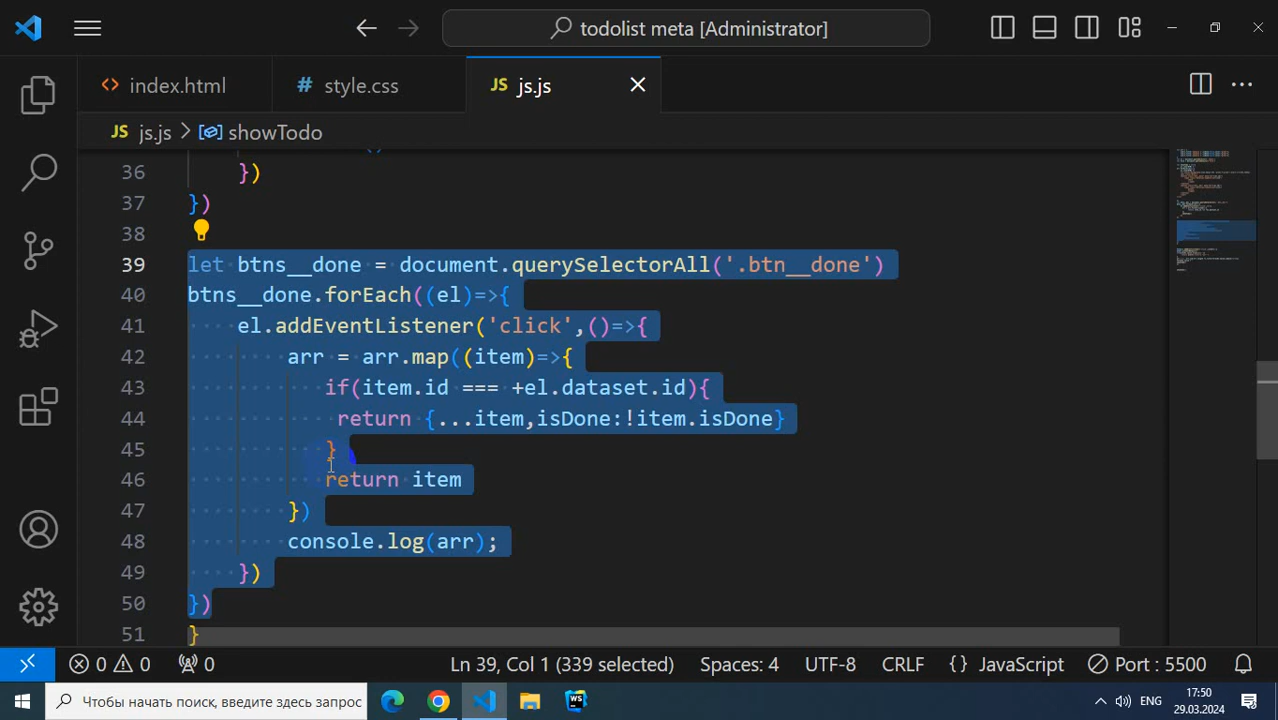 todolist meta [Administrator]
index.html
style.css
JS js.js
JS js.js showTodo
36 })
37 })
38
39 let btns__done = document.querySelectorAll('.btn__done')
40 btns__done.forEach((el)=>{
41 el.addEventListener('click',()=>{
42 arr = arr.map((item)=>{
43 if(item.id === +el.dataset.id){
44 return {...item,isDone:!item.isDone}
45 }
46 return item
47 })
48 console.log(arr);
49 })
50 })
51 }
0 0 0 Ln 39, Col 1 (339 selected) Spaces: 4 UTF-8 CRLF {} JavaScript Port : 5500
Чтобы начать поиск, введите здесь запрос
WS
ENG
17:50
29.03.2024